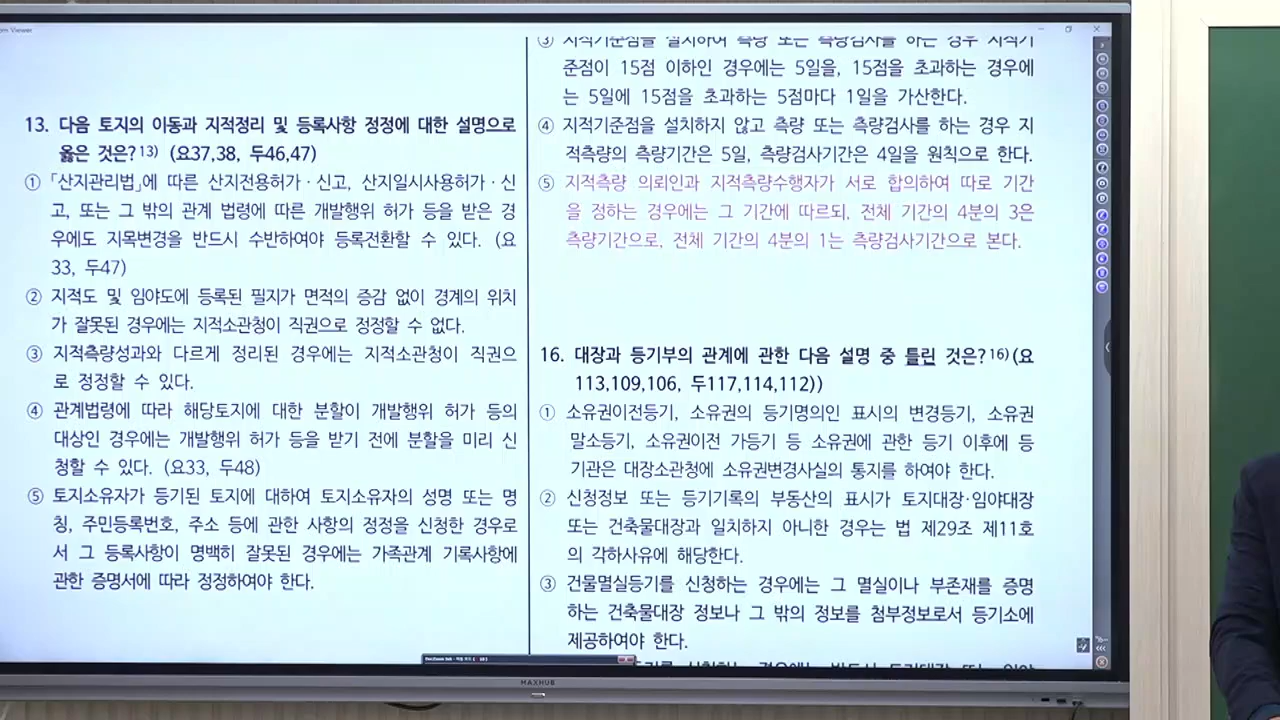 Viewer
13. 다음 토지의 이동과 지적정리 및 등록사항 정정에 대한 설명으로
옳은 것은?13) (요37,38, 두46,47)
① 「산지관리법」에 따른 산지전용허가·신고, 산지일시사용허가·신
고, 또는 그 밖의 관계 법령에 따른 개발행위 허가 등을 받은 경
우에도 지목변경을 반드시 수반하여야 등록전환할 수 있다. (요
33, 두47)
② 지적도 및 임야도에 등록된 필지가 면적의 증감 없이 경계의 위치
가 잘못된 경우에는 지적소관청이 직권으로 정정할 수 없다.
③ 지적측량성과와 다르게 정리된 경우에는 지적소관청이 직권으
로 정정할 수 있다.
④ 관계법령에 따라 해당토지에 대한 분할이 개발행위 허가 등의
대상인 경우에는 개발행위 허가 등을 받기 전에 분할을 미리 신
청할 수 있다. (요33, 두48)
⑤ 토지소유자가 등기된 토지에 대하여 토지소유자의 성명 또는 명
칭, 주민등록번호, 주소 등에 관한 사항의 정정을 신청한 경우로
서 그 등록사항이 명백히 잘못된 경우에는 가족관계 기록사항에
관한 증명서에 따라 정정하여야 한다.
③ 지적기준점을 설치하여 측량 또는 측량검사를 하는 경우 지적기
준점이 15점 이하인 경우에는 5일을, 15점을 초과하는 경우에
는 5일에 15점을 초과하는 5점마다 1일을 가산한다.
④ 지적기준점을 설치하지 않고 측량 또는 측량검사를 하는 경우 지
적측량의 측량기간은 5일, 측량검사기간은 4일을 원칙으로 한다.
⑤ 지적측량 의뢰인과 지적측량수행자가 서로 합의하여 따로 기간
을 정하는 경우에는 그 기간에 따르되, 전체 기간의 4분의 3은
측량기간으로, 전체 기간의 4분의 1는 측량검사기간으로 본다.
16. 대장과 등기부의 관계에 관한 다음 설명 중 틀린 것은?16) (요
113,109,106, 두117,114,112))
① 소유권이전등기, 소유권의 등기명의인 표시의 변경등기, 소유권
말소등기, 소유권이전 가등기 등 소유권에 관한 등기 이후에 등
기관은 대장소관청에 소유권변경사실의 통지를 하여야 한다.
② 신청정보 또는 등기기록의 부동산의 표시가 토지대장·임야대장
또는 건축물대장과 일치하지 아니한 경우는 법 제29조 제11호
의 각하사유에 해당한다.
③ 건물멸실등기를 신청하는 경우에는 그 멸실이나 부존재를 증명
하는 건축물대장 정보나 그 밖의 정보를 첨부정보로서 등기소에
제공하여야 한다.
MAXHUB